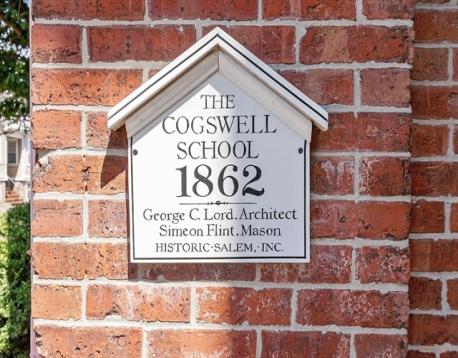 THE
COGSWELL
SCHOOL
1862
George C. Lord. Architect
Simeon Flint. Mason
HISTORIC·SALEM, INC.